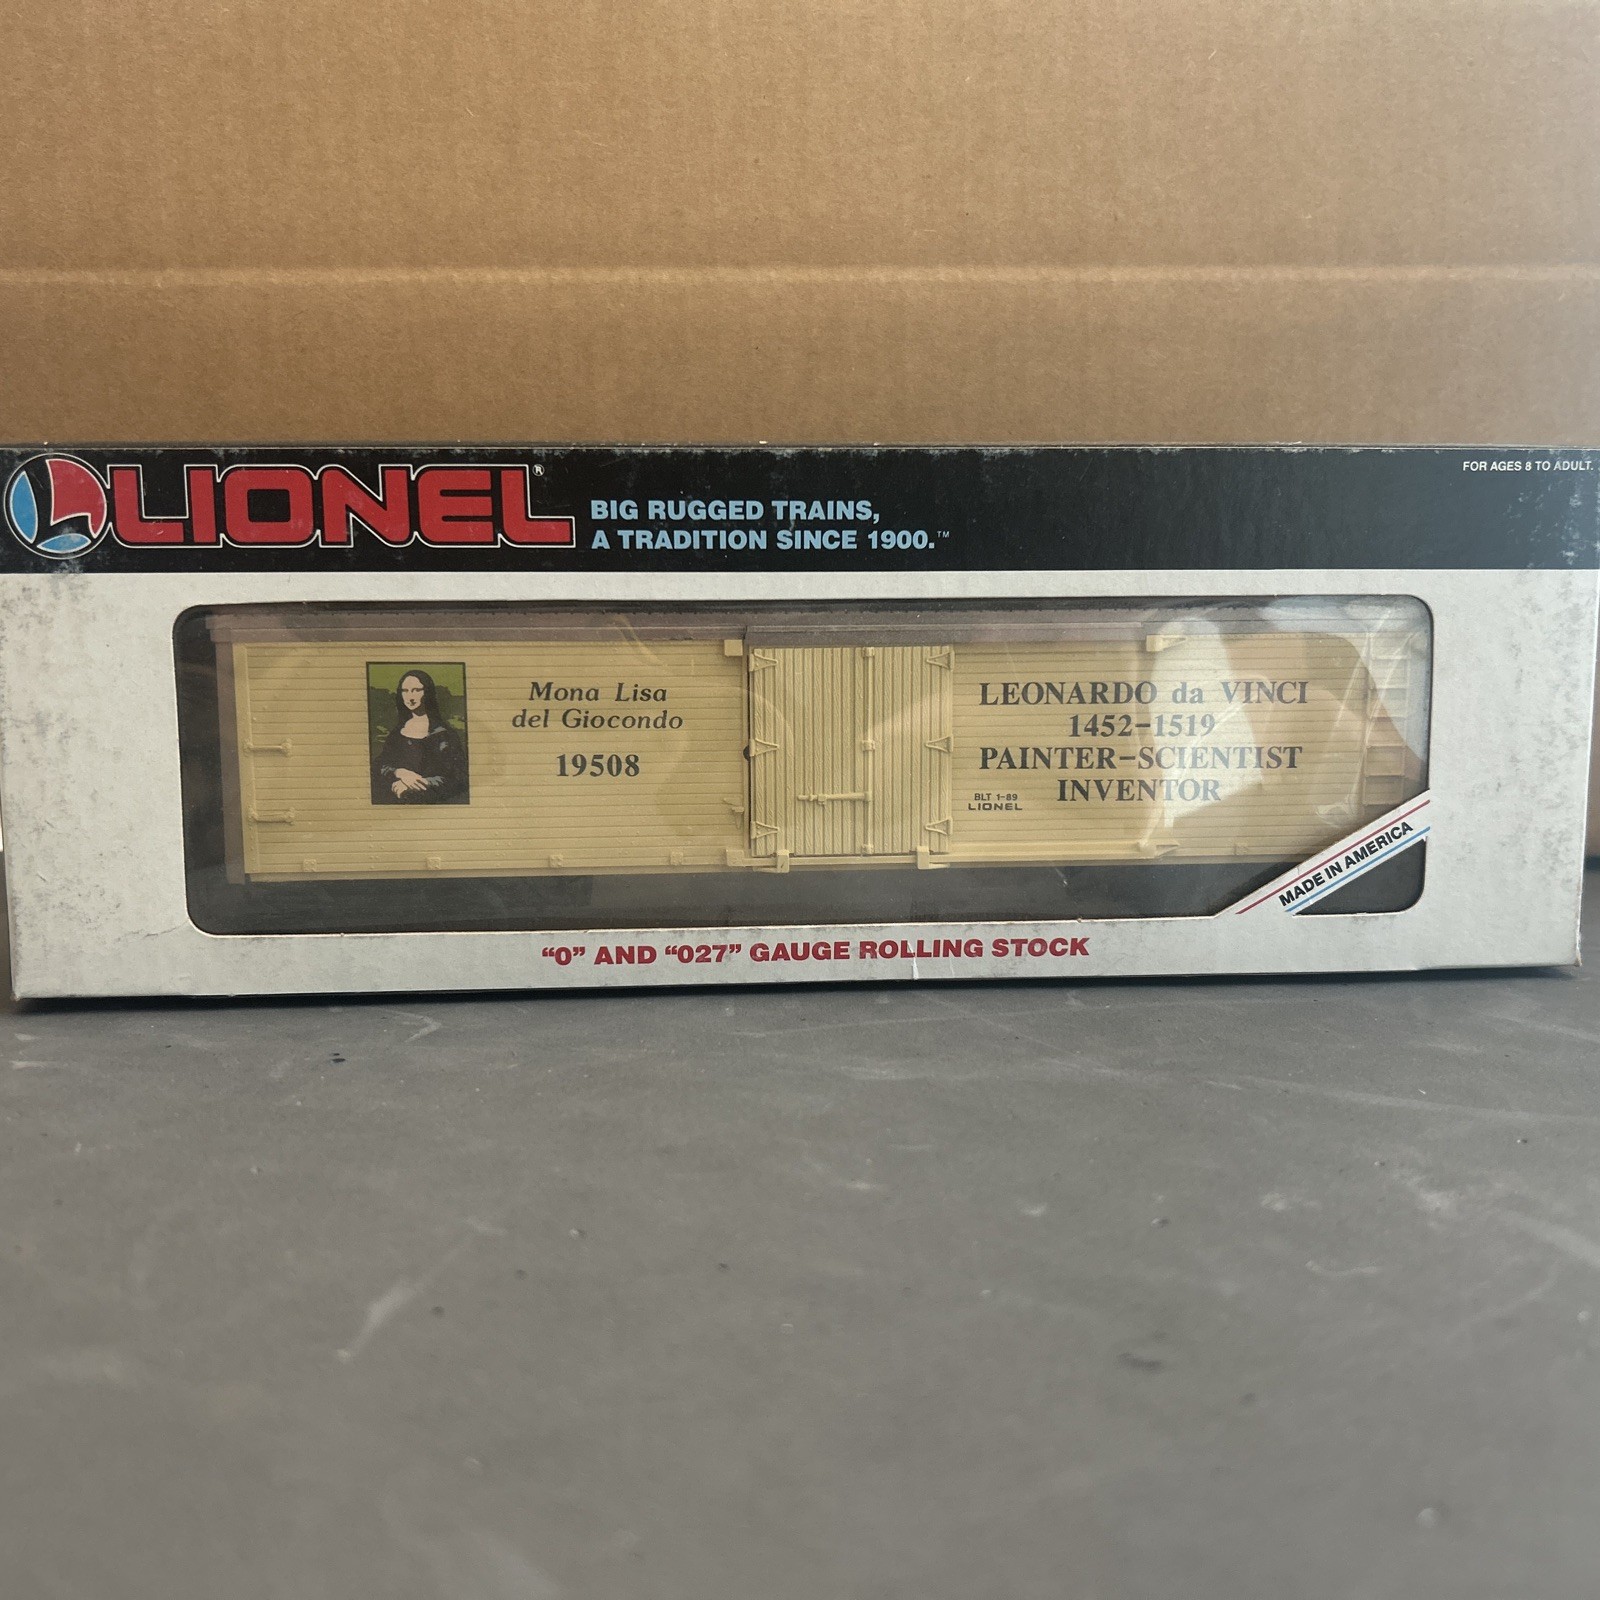 LIONEL®
BIG RUGGED TRAINS,
A TRADITION SINCE 1900.™
FOR AGES 8 TO ADULT.
Mona Lisa
del Giocondo
19508
LEONARDO da VINCI
1452-1519
PAINTER-SCIENTIST
INVENTOR
BLT 1-89
LIONEL
MADE IN AMERICA
"O" AND "027" GAUGE ROLLING STOCK